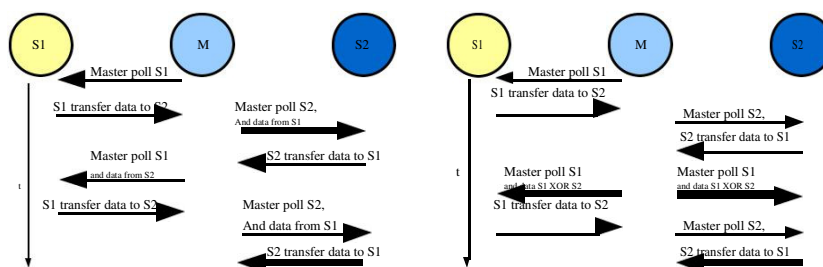 S1
M
S2
Master poll S1
S1 transfer data to S2
Master poll S2,
And data from S1
S2 transfer data to S1
Master poll S1
and data from S2
t
S1 transfer data to S2
Master poll S2,
And data from S1
S2 transfer data to S1
S1
M
S2
Master poll S1
S1 transfer data to S2
Master poll S2,
S2 transfer data to S1
t
Master poll S1
and data S1 XOR S2
Master poll S1
and data S1 XOR S2
S1 transfer data to S2
Master poll S2,
S2 transfer data to S1